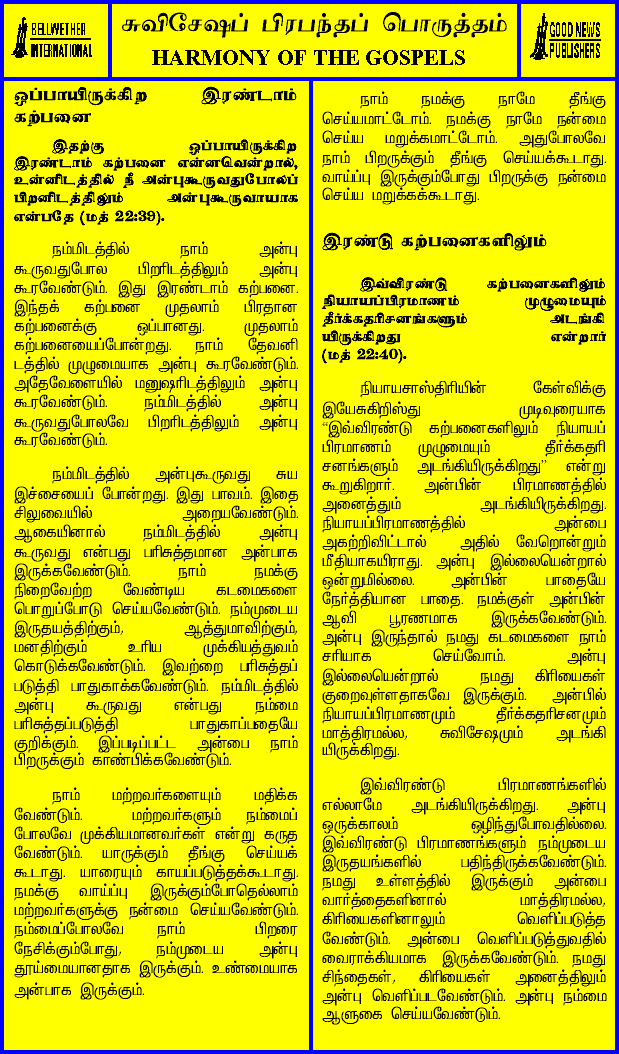 BELLWETHER
INTERNATIONAL
சுவிசேஷப் பிரபந்தப் பொருத்தம்
HARMONY OF THE GOSPELS
GOOD NEWS
PUBLISHERS
ஒப்பாயிருக்கிற இரண்டாம்
கற்பனை
இதற்கு ஒப்பாயிருக்கிற
இரண்டாம் கற்பனை என்னவென்றால்,
உன்னிடத்தில் நீ அன்புகூருவதுபோலப்
பிறனிடத்திலும் அன்புகூருவாயாக
என்பதே (மத் 22:39).
நம்மிடத்தில் நாம் அன்பு
கூருவதுபோல பிறரிடத்திலும் அன்பு
கூரவேண்டும். இது இரண்டாம் கற்பனை.
இந்தக் கற்பனை முதலாம் பிரதான
கற்பனைக்கு ஒப்பானது. முதலாம்
கற்பனையைப்போன்றது. நாம் தேவனி
டத்தில் முழுமையாக அன்பு கூரவேண்டும்.
அதேவேளையில் மனுஷரிடத்திலும் அன்பு
கூரவேண்டும். நம்மிடத்தில் அன்பு
கூருவதுபோலவே பிறரிடத்திலும் அன்பு
கூரவேண்டும்.
நம்மிடத்தில் அன்புகூருவது சுய
இச்சையைப் போன்றது. இது பாவம். இதை
சிலுவையில் அறையவேண்டும்.
ஆகையினால் நம்மிடத்தில் அன்பு
கூருவது என்பது பரிசுத்தமான அன்பாக
இருக்கவேண்டும். நாம் நமக்கு
நிறைவேற்ற வேண்டிய கடமைகளை
பொறுப்போடு செய்யவேண்டும். நம்முடைய
இருதயத்திற்கும், ஆத்துமாவிற்கும்,
மனதிற்கும் உரிய முக்கியத்துவம்
கொடுக்கவேண்டும். இவற்றை பரிசுத்தப்
படுத்தி பாதுகாக்கவேண்டும். நம்மிடத்தில்
அன்பு கூருவது என்பது நம்மை
பரிசுத்தப்படுத்தி பாதுகாப்பதையே
குறிக்கும். இப்படிப்பட்ட அன்பை நாம்
பிறருக்கும் காண்பிக்கவேண்டும்.
நாம் மற்றவர்களையும் மதிக்க
வேண்டும். மற்றவர்களும் நம்மைப்
போலவே முக்கியமானவர்கள் என்று கருத
வேண்டும். யாருக்கும் தீங்கு செய்யக்
கூடாது. யாரையும் காயப்படுத்தக்கூடாது.
நமக்கு வாய்ப்பு இருக்கும்போதெல்லாம்
மற்றவர்களுக்கு நன்மை செய்யவேண்டும்.
நம்மைப்போலவே நாம் பிறரை
நேசிக்கும்போது, நம்முடைய அன்பு
தூய்மையானதாக இருக்கும். உண்மையாக
அன்பாக இருக்கும்.
நாம் நமக்கு நாமே தீங்கு
செய்யமாட்டோம். நமக்கு நாமே நன்மை
செய்ய மறுக்கமாட்டோம். அதுபோலவே
நாம் பிறருக்கும் தீங்கு செய்யக்கூடாது.
வாய்ப்பு இருக்கும்போது பிறருக்கு நன்மை
செய்ய மறுக்கக்கூடாது.
இரண்டு கற்பனைகளிலும்
இவ்விரண்டு கற்பனைகளிலும்
நியாயப்பிரமாணம் முழுமையும்
தீர்க்கதரிசனங்களும் அடங்கி
யிருக்கிறது என்றார்
(மத் 22:40).
நியாயசாஸ்திரியின் கேள்விக்கு
இயேசுகிறிஸ்து முடிவுரையாக
“இவ்விரண்டு கற்பனைகளிலும் நியாயப்
பிரமாணம் முழுமையும் தீர்க்கதரி
சனங்களும் அடங்கியிருக்கிறது” என்று
கூறுகிறார். அன்பின் பிரமாணத்தில்
அனைத்தும் அடங்கியிருக்கிறது.
நியாயப்பிரமாணத்தில் அன்பை
அகற்றிவிட்டால் அதில் வேறொன்றும்
மீதியாகயிராது. அன்பு இல்லையென்றால்
ஒன்றுமில்லை. அன்பின் பாதையே
நேர்த்தியான பாதை. நமக்குள் அன்பின்
ஆவி பூரணமாக இருக்கவேண்டும்.
அன்பு இருந்தால் நமது கடமைகளை நாம்
சரியாக செய்வோம். அன்பு
இல்லையென்றால் நமது கிரியைகள்
குறைவுள்ளதாகவே இருக்கும். அன்பில்
நியாயப்பிரமாணமும் தீர்க்கதரிசனமும்
மாத்திரமல்ல, சுவிசேஷமும் அடங்கி
யிருக்கிறது.
இவ்விரண்டு பிரமாணங்களில்
எல்லாமே அடங்கியிருக்கிறது. அன்பு
ஒருக்காலம் ஒழிந்துபோவதில்லை.
இவ்விரண்டு பிரமாணங்களும் நம்முடைய
இருதயங்களில் பதிந்திருக்கவேண்டும்.
நமது உள்ளத்தில் இருக்கும் அன்பை
வார்த்தைகளினால் மாத்திரமல்ல,
கிரியைகளினாலும் வெளிப்படுத்த
வேண்டும். அன்பை வெளிப்படுத்துவதில்
வைராக்கியமாக இருக்கவேண்டும். நமது
சிந்தைகள், கிரியைகள் அனைத்திலும்
அன்பு வெளிப்படவேண்டும். அன்பு நம்மை
ஆளுகை செய்யவேண்டும்.